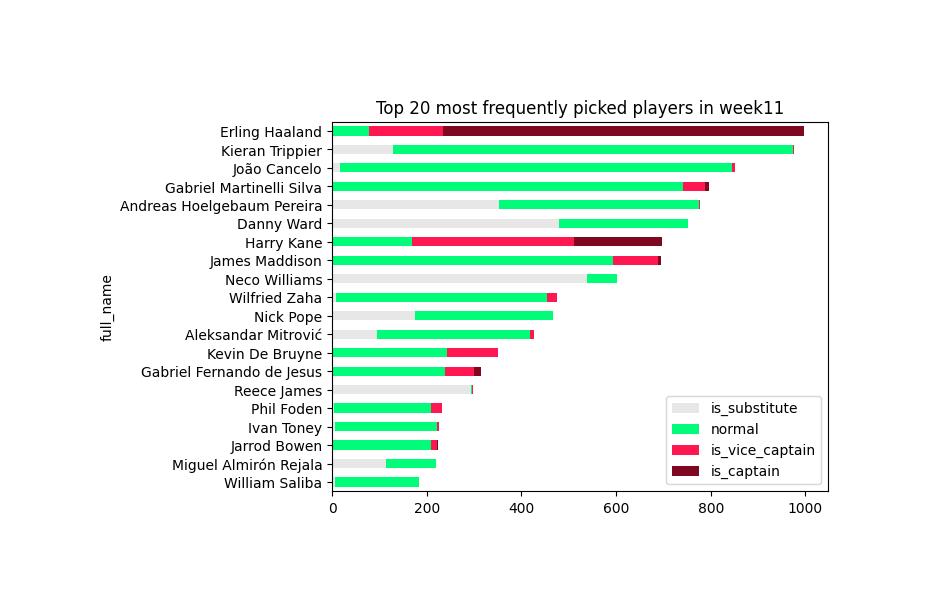 Top 20 most frequently picked players in week11
full_name
Erling Haaland
Kieran Trippier
João Cancelo
Gabriel Martinelli Silva
Andreas Hoelgebaum Pereira
Danny Ward
Harry Kane
James Maddison
Neco Williams
Wilfried Zaha
Nick Pope
Aleksandar Mitrović
Kevin De Bruyne
Gabriel Fernando de Jesus
Reece James
Phil Foden
Ivan Toney
Jarrod Bowen
Miguel Almirón Rejala
William Saliba
is_substitute
normal
is_vice_captain
is_captain
0 200 400 600 800 1000